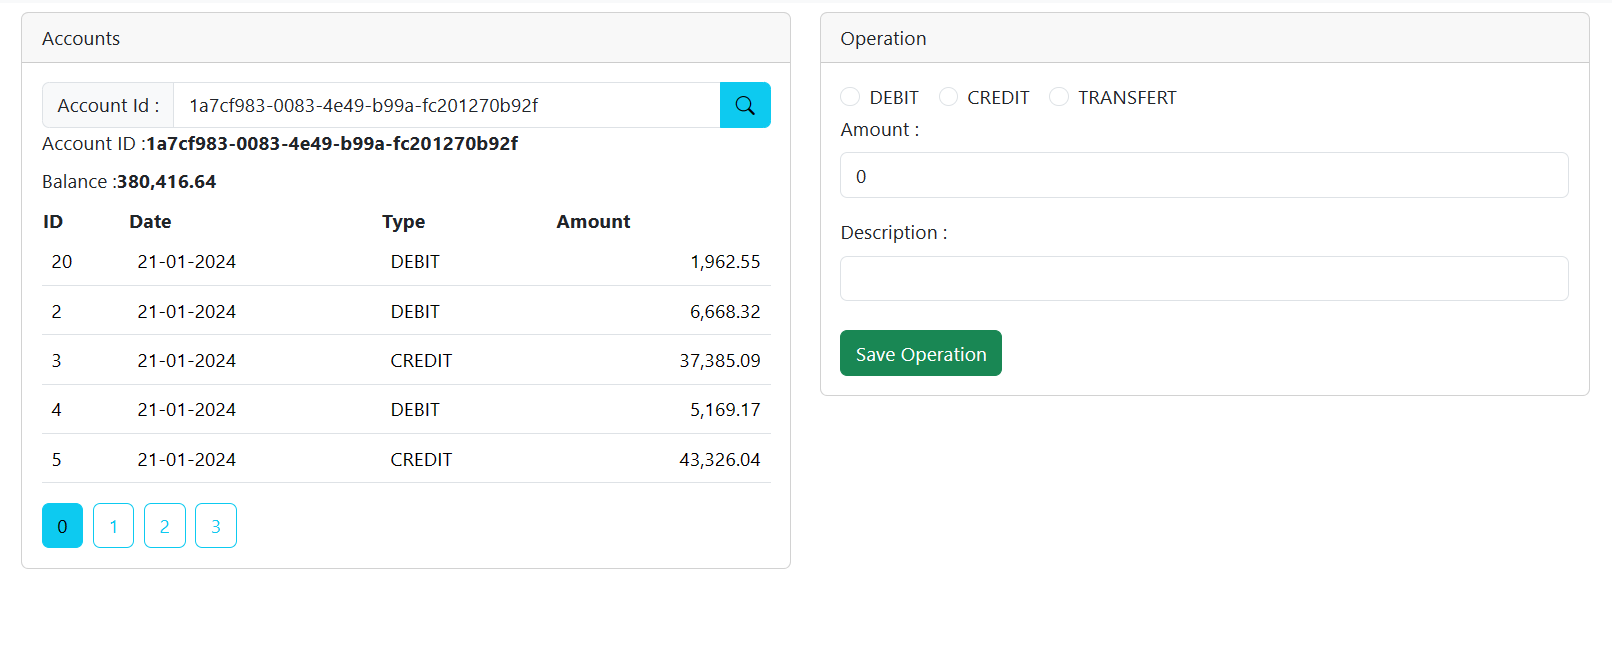 Accounts
Account Id : 1a7cf983-0083-4e49-b99a-fc201270b92f
Account ID :1a7cf983-0083-4e49-b99a-fc201270b92f
Balance :380,416.64
ID Date Type Amount
20 21-01-2024 DEBIT 1,962.55
2 21-01-2024 DEBIT 6,668.32
3 21-01-2024 CREDIT 37,385.09
4 21-01-2024 DEBIT 5,169.17
5 21-01-2024 CREDIT 43,326.04
0 1 2 3
Operation
DEBIT CREDIT TRANSFERT
Amount :
0
Description :
Save Operation